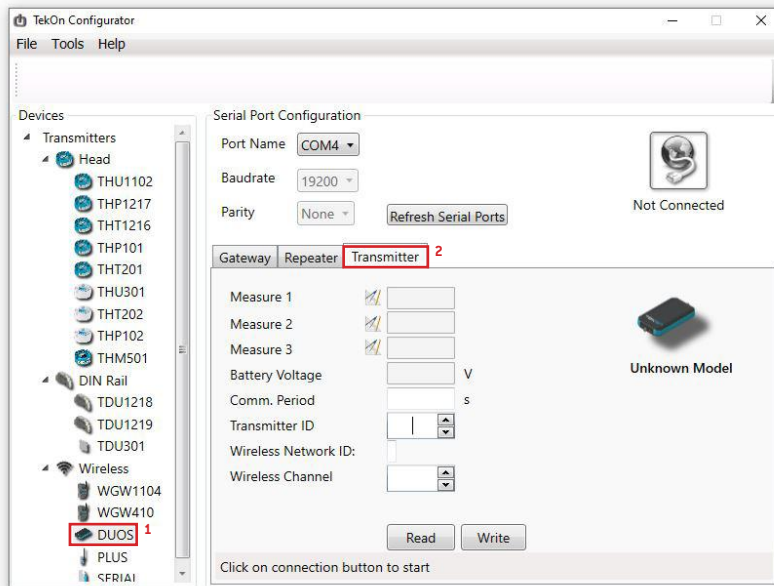 TekOn Configurator
File Tools Help
Devices
Transmitters
Head
THU1102
THP1217
THT1216
THP101
THT201
THU301
THT202
THP102
THM501
DIN Rail
TDU1218
TDU1219
TDU301
Wireless
WGW1104
WGW410
DUOS 1
PLUS
SERIAL
Serial Port Configuration
Port Name COM4
Baudrate 19200
Parity None Refresh Serial Ports
Not Connected
Gateway Repeater Transmitter 2
Measure 1
Measure 2
Measure 3
Battery Voltage V
Comm. Period s
Transmitter ID
Wireless Network ID:
Wireless Channel
Unknown Model
Read Write
Click on connection button to start